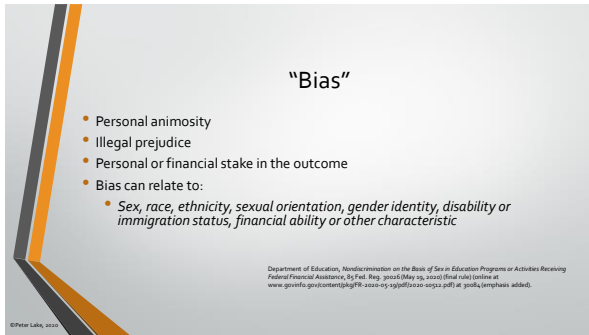 “Bias”
• Personal animosity
• Illegal prejudice
• Personal or financial stake in the outcome
• Bias can relate to:
• Sex, race, ethnicity, sexual orientation, gender identity, disability or
immigration status, financial ability or other characteristic
Department of Education, Nondiscrimination on the Basis of Sex in Education Programs or Activities Receiving
Federal Financial Assistance, 85 Fed. Reg. 30026 (May 19, 2020) (final rule) (online at
www.govinfo.gov/content/pkg/FR-2020-05-19/pdf/2020-10512.pdf) at 30084 (emphasis added).
©Peter Lake, 2020